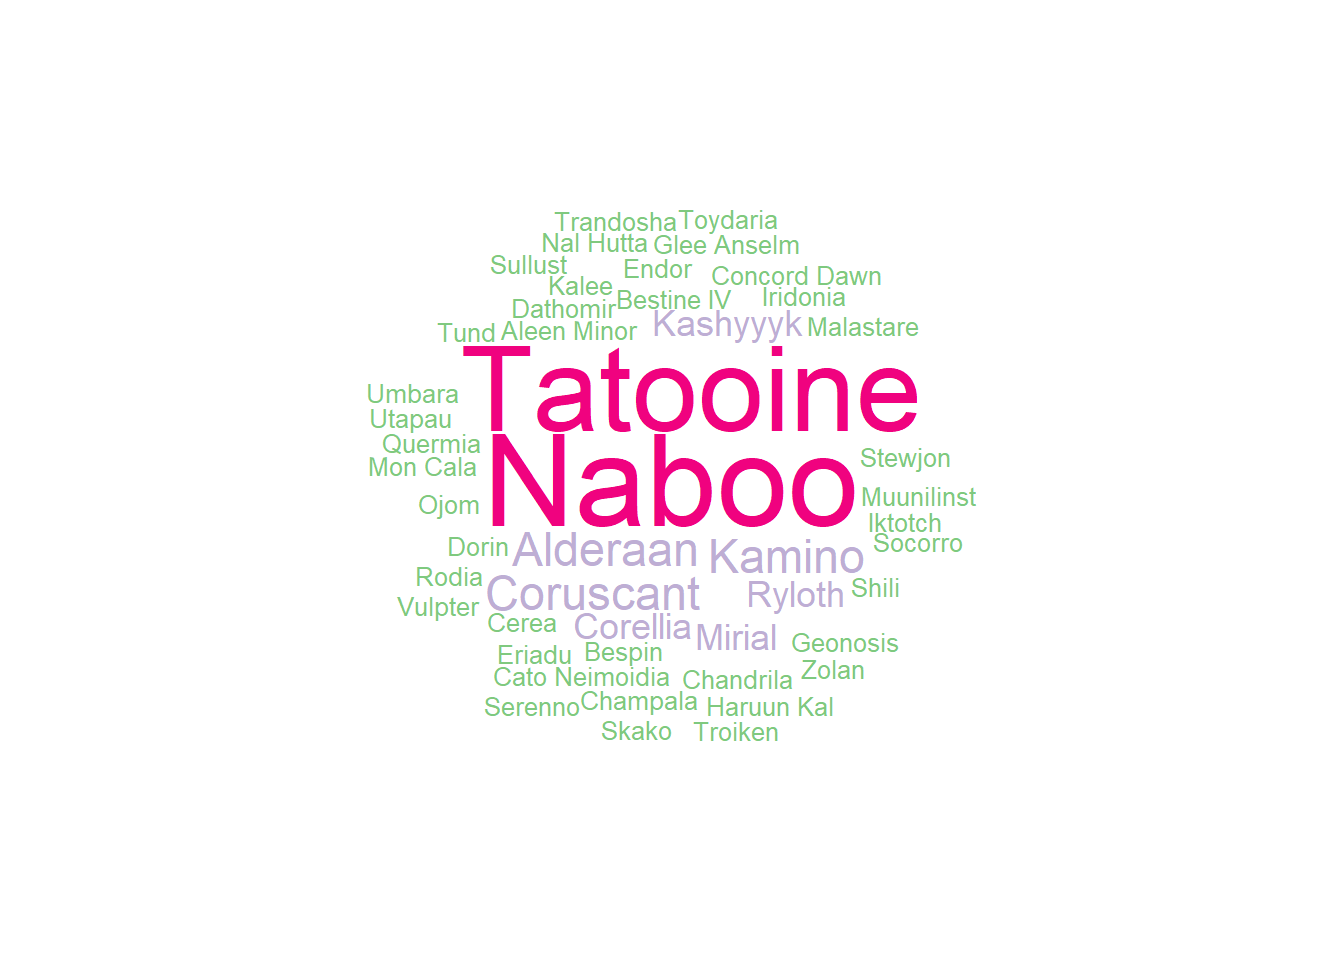 Trandosha Toydaria
Nal Hutta Glee Anselm
Sullust Endor Concord Dawn
Kalee Bestine IV Iridonia
Dathomir Kashyyyk Malastare
Tund Aleen Minor
Tatooine
Umbara
Utapau
Quermia
Mon Cala
Naboo
Stewjon
Muunilinst
Ojom
Iktotch
Socorro
Dorin Alderaan Kamino
Rodia Coruscant Ryloth Shili
Vulpter
Cerea Corellia Mirial Geonosis
Eriadu Bespin
Cato Neimoidia Chandrila Zolan
Serenno Champala Haruun Kal
Skako Troiken